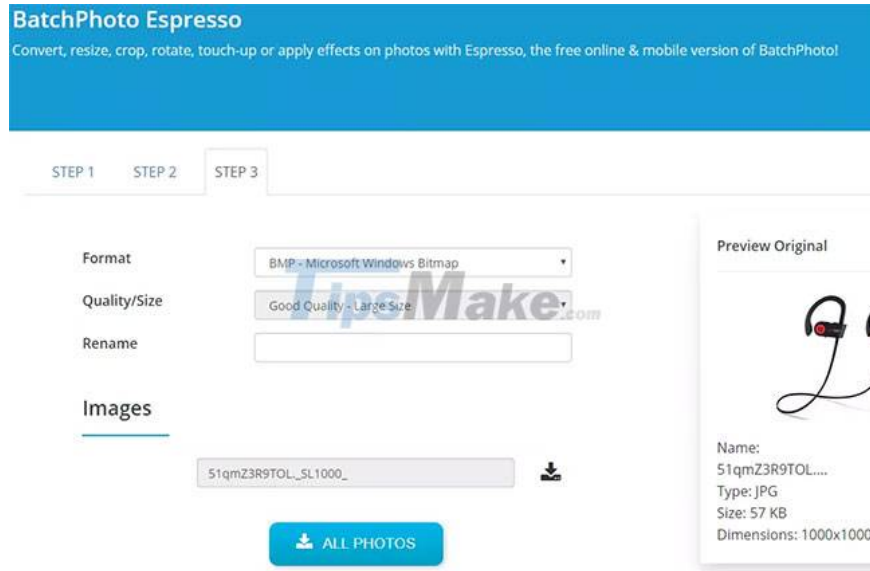 BatchPhoto Espresso
Convert, resize, crop, rotate, touch-up or apply effects on photos with Espresso, the free online & mobile version of BatchPhoto!
STEP 1
STEP 2
STEP 3
Format
BMP - Microsoft Windows Bitmap
Quality/Size
Good Quality - Large Size
TipsMake.com
Rename
Images
51qmZ3R9TOL._SL1000_
ALL PHOTOS
Preview Original
Name:
51qmZ3R9TOL....
Type: JPG
Size: 57 KB
Dimensions: 1000x1000